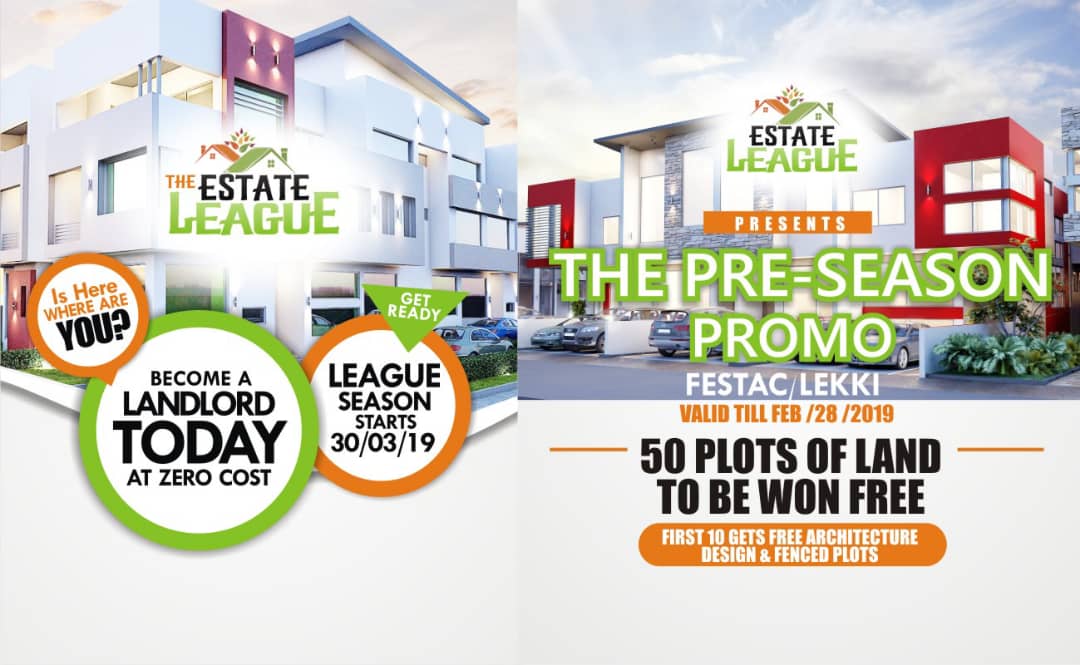 THE ESTATE
LEAGUE
Is Here
WHERE ARE
YOU?
BECOME A
LANDLORD
TODAY
AT ZERO COST
GET
READY
LEAGUE
SEASON
STARTS
30/03/19
ESTATE
LEAGUE
PRESENTS
THE PRE-SEASON
PROMO
FESTAC/LEKKI
VALID TILL FEB /28 /2019
50 PLOTS OF LAND
TO BE WON FREE
FIRST 10 GETS FREE ARCHITECTURE
DESIGN & FENCED PLOTS